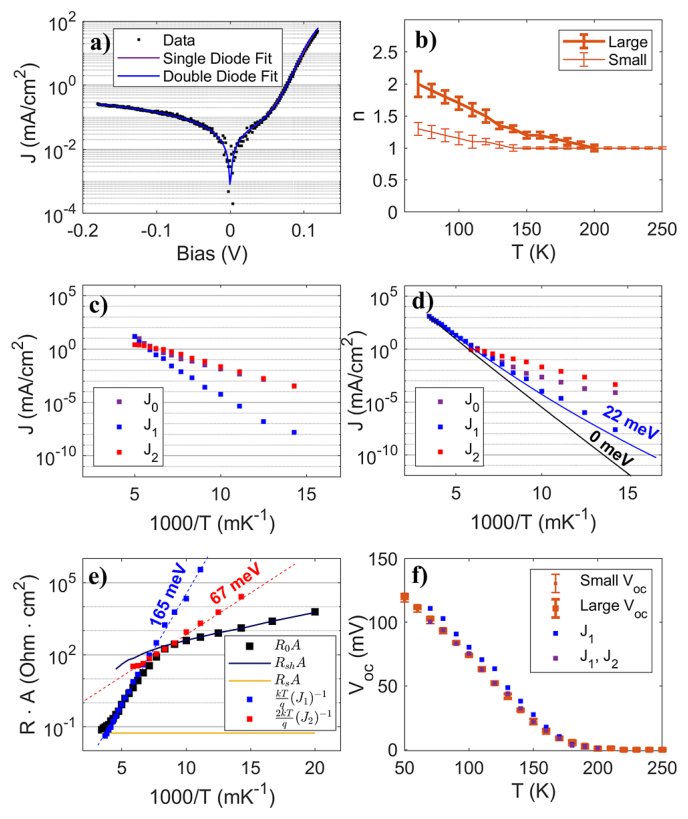 a)
10^2
10^0
10^-2
10^-4
J (mA/cm^2)
Data
Single Diode Fit
Double Diode Fit
-0.2
-0.1
0
0.1
Bias (V)
b)
3
2.5
2
1.5
1
0.5
0
n
Large
Small
100
150
200
250
T (K)
c)
10^5
10^0
10^-5
10^-10
J (mA/cm^2)
J_0
J_1
J_2
5
10
15
1000/T (mK^-1)
d)
10^5
10^0
10^-5
10^-10
J (mA/cm^2)
22 meV
0 meV
J_0
J_1
J_2
5
10
15
1000/T (mK^-1)
e)
10^5
10^2
10^-1
R · A (Ohm · cm^2)
165 meV
67 meV
R_0A
R_shA
R_sA
kT/q (J_1)^-1
2kT/q (J_2)^-1
5
10
15
20
1000/T (mK^-1)
f)
150
100
50
0
V_oc (mV)
Small V_oc
Large V_oc
J_1
J_1, J_2
50
100
150
200
250
T (K)